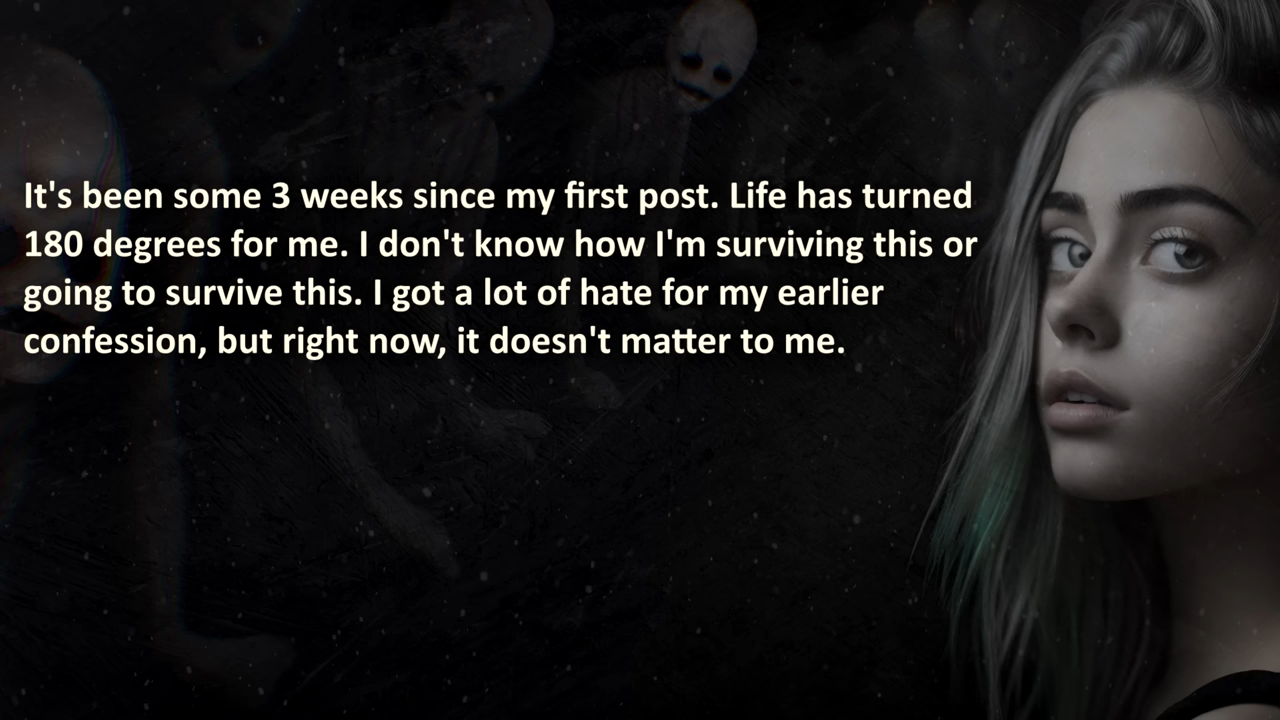 It's been some 3 weeks since my first post. Life has turned
180 degrees for me. I don't know how I'm surviving this or
going to survive this. I got a lot of hate for my earlier
confession, but right now, it doesn't matter to me.